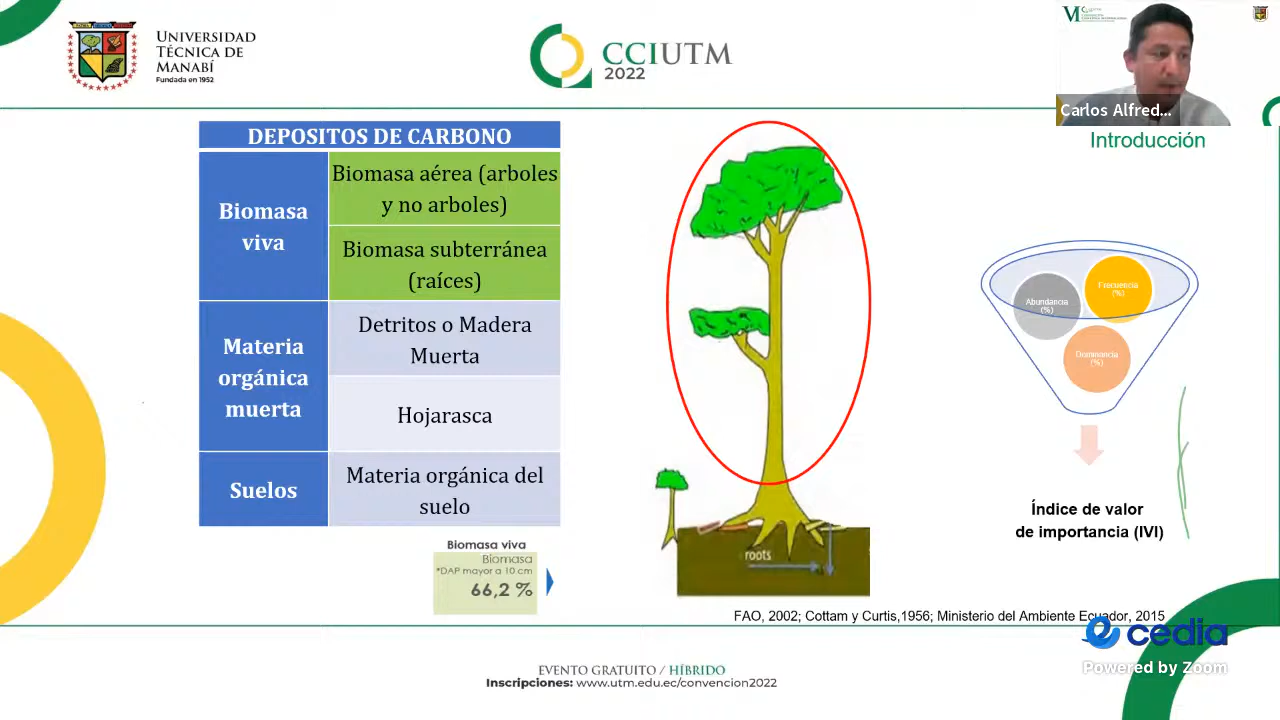 UNIVERSIDAD
TÉCNICA DE
MANABÍ
Fundada en 1952
CCIUTM
2022
Carlos Alfred...
Introducción
DEPOSITOS DE CARBONO
Biomasa
viva
Biomasa aérea (arboles
y no arboles)
Biomasa subterránea
(raíces)
Materia
orgánica
muerta
Detritos o Madera
Muerta
Hojarasca
Suelos
Materia orgánica del
suelo
Biomasa viva
Biomasa
*DAP mayor a 10 cm
66,2 %
roots
Frecuencia
(%)
Abundancia
(%)
Dominancia
(%)
Índice de valor
de importancia (IVI)
FAO, 2002; Cottam y Curtis,1956; Ministerio del Ambiente Ecuador, 2015
cedia
Powered by Zoom
EVENTO GRATUITO / HÍBRIDO
Inscripciones: www.utm.edu.ec/convencion2022